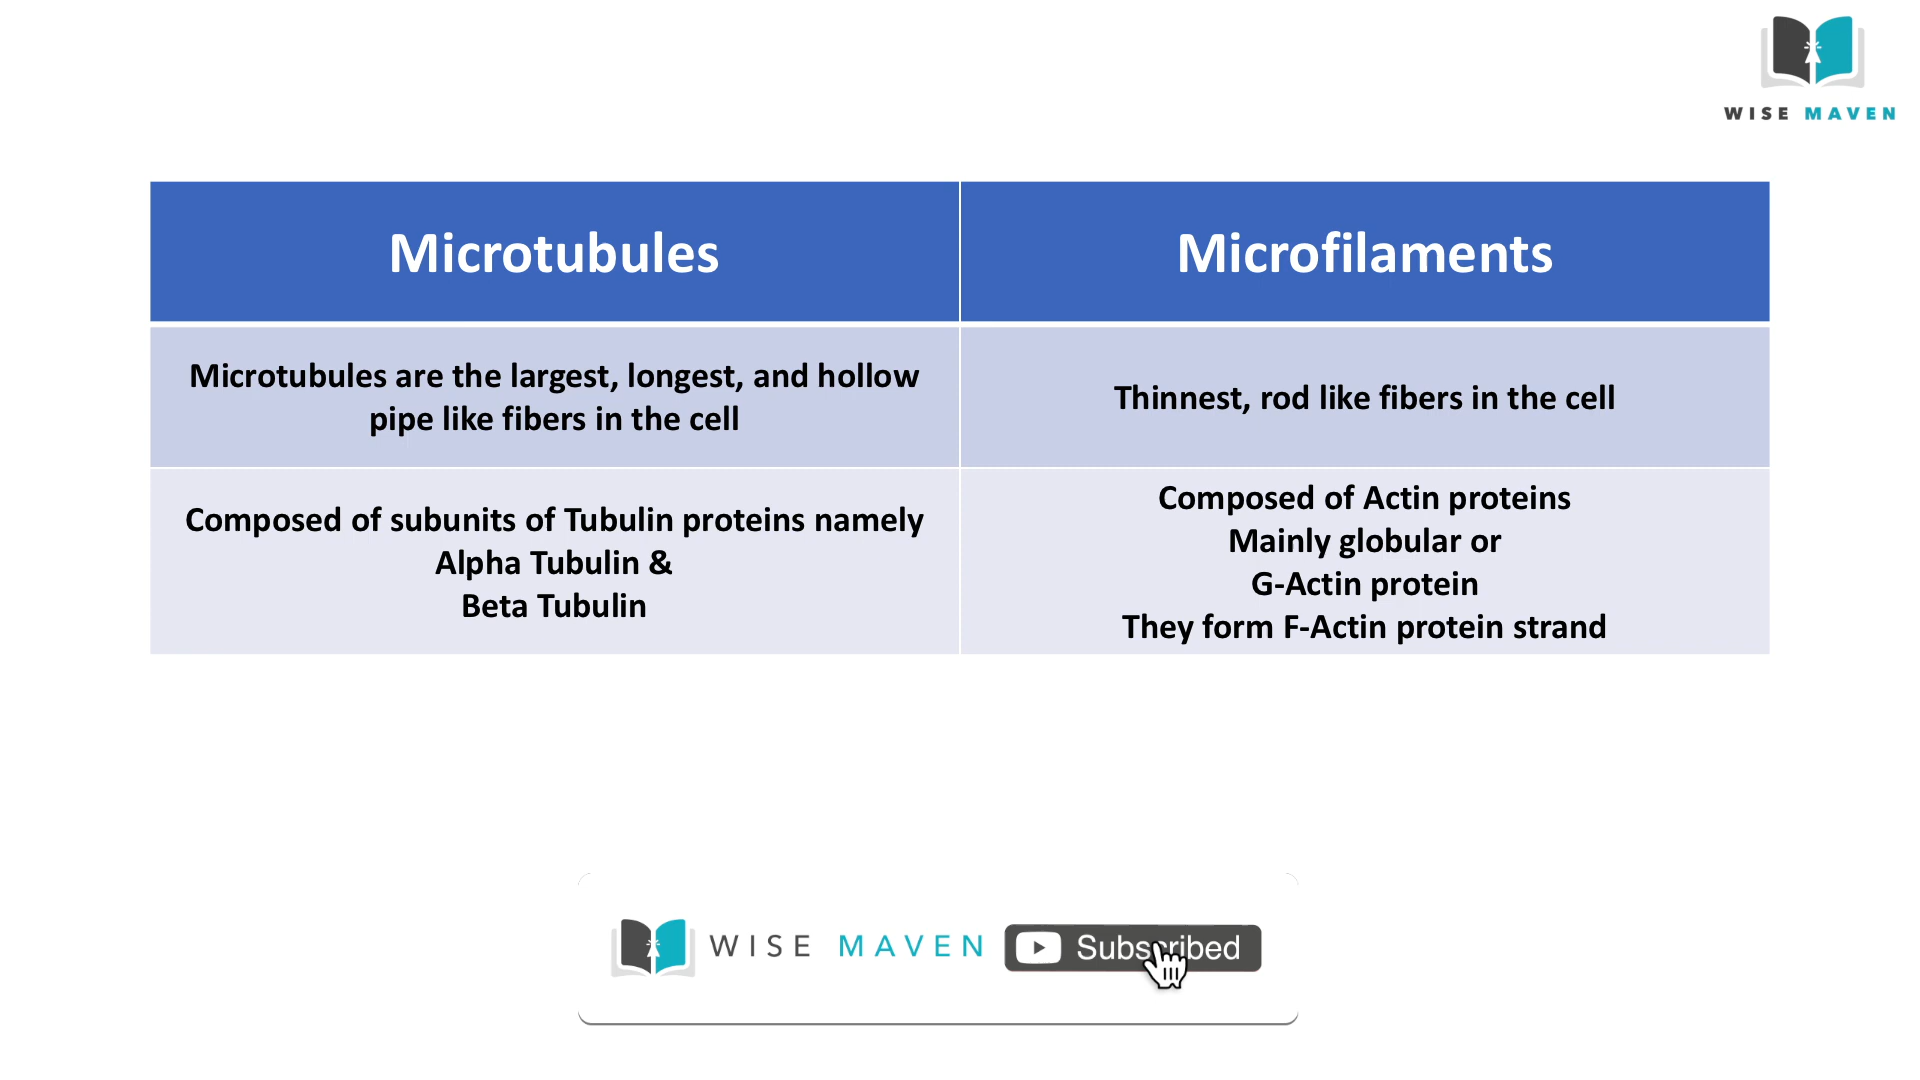 WISE MAVEN
Microtubules
Microfilaments
Microtubules are the largest, longest, and hollow
pipe like fibers in the cell
Thinnest, rod like fibers in the cell
Composed of subunits of Tubulin proteins namely
Alpha Tubulin &
Beta Tubulin
Composed of Actin proteins
Mainly globular or
G-Actin protein
They form F-Actin protein strand
WISE MAVEN
Subscribed